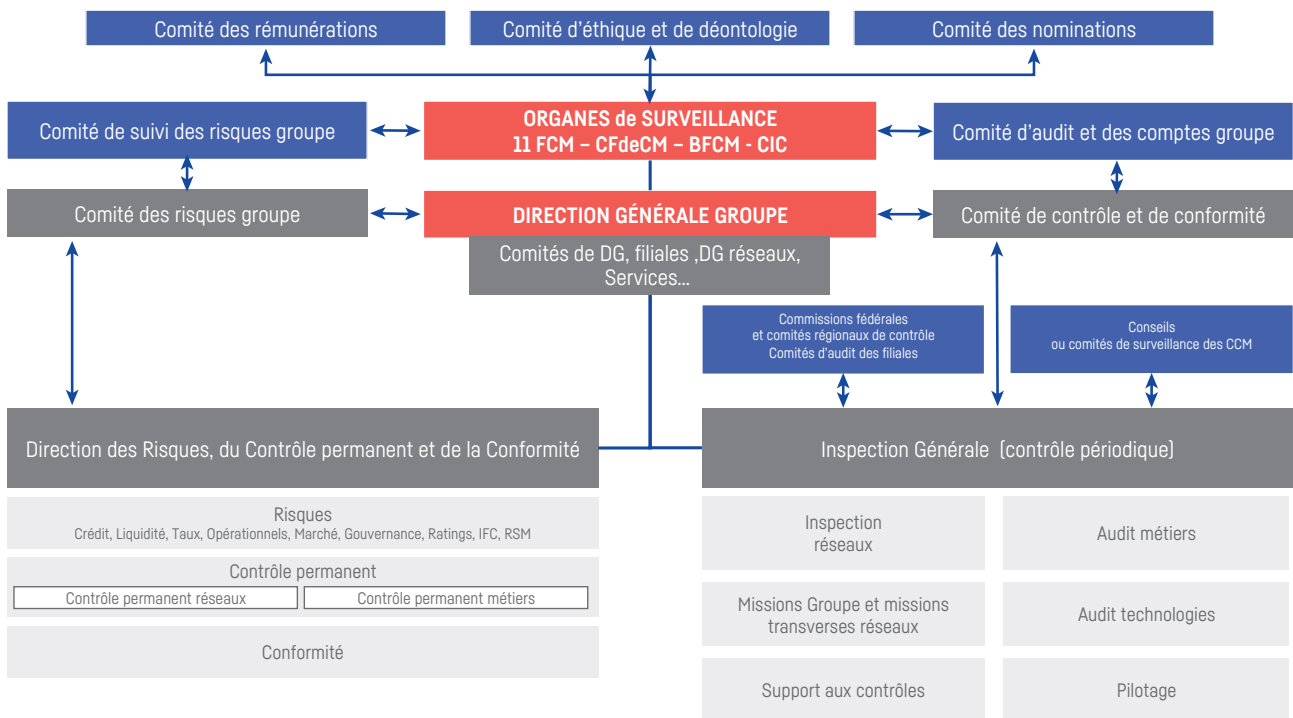 Comité des rémunérations
Comité d'éthique et de déontologie
Comité des nominations
Comité de suivi des risques groupe
ORGANES de SURVEILLANCE
11 FCM – CFdeCM – BFCM - CIC
Comité d'audit et des comptes groupe
Comité des risques groupe
DIRECTION GÉNÉRALE GROUPE
Comité de contrôle et de conformité
Comités de DG, filiales ,DG réseaux,
Services...
Commissions fédérales
et comités régionaux de contrôle
Comités d'audit des filiales
Conseils
ou comités de surveillance des CCM
Direction des Risques, du Contrôle permanent et de la Conformité
Inspection Générale (contrôle périodique)
Risques
Crédit, Liquidité, Taux, Opérationnels, Marché, Gouvernance, Ratings, IFC, RSM
Contrôle permanent
Contrôle permanent réseaux
Contrôle permanent métiers
Conformité
Inspection
réseaux
Audit métiers
Missions Groupe et missions
transverses réseaux
Audit technologies
Support aux contrôles
Pilotage